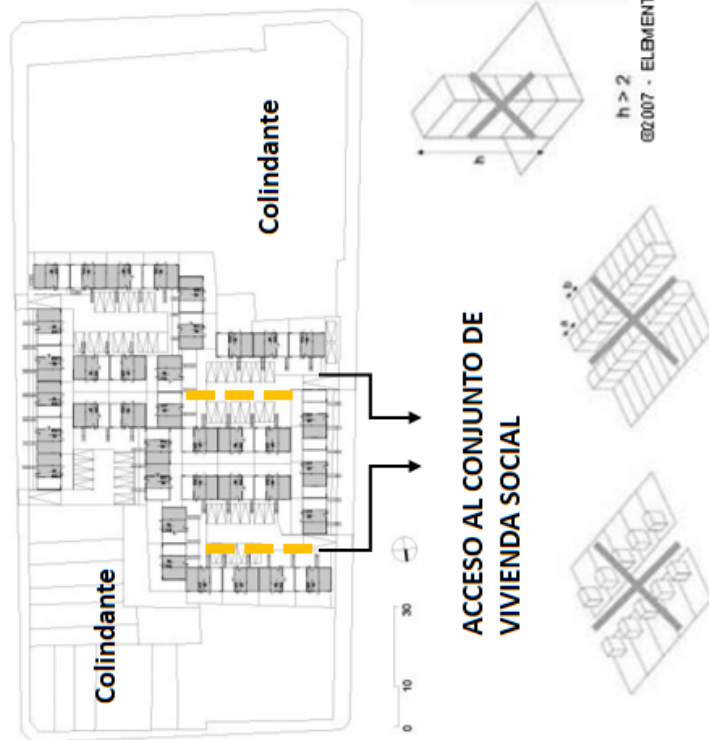 Colindante
Colindante
ACCESO AL CONJUNTO DE
VIVIENDA SOCIAL
0 10 30
h
h > 2
©2007 - ELEMENT
a
b